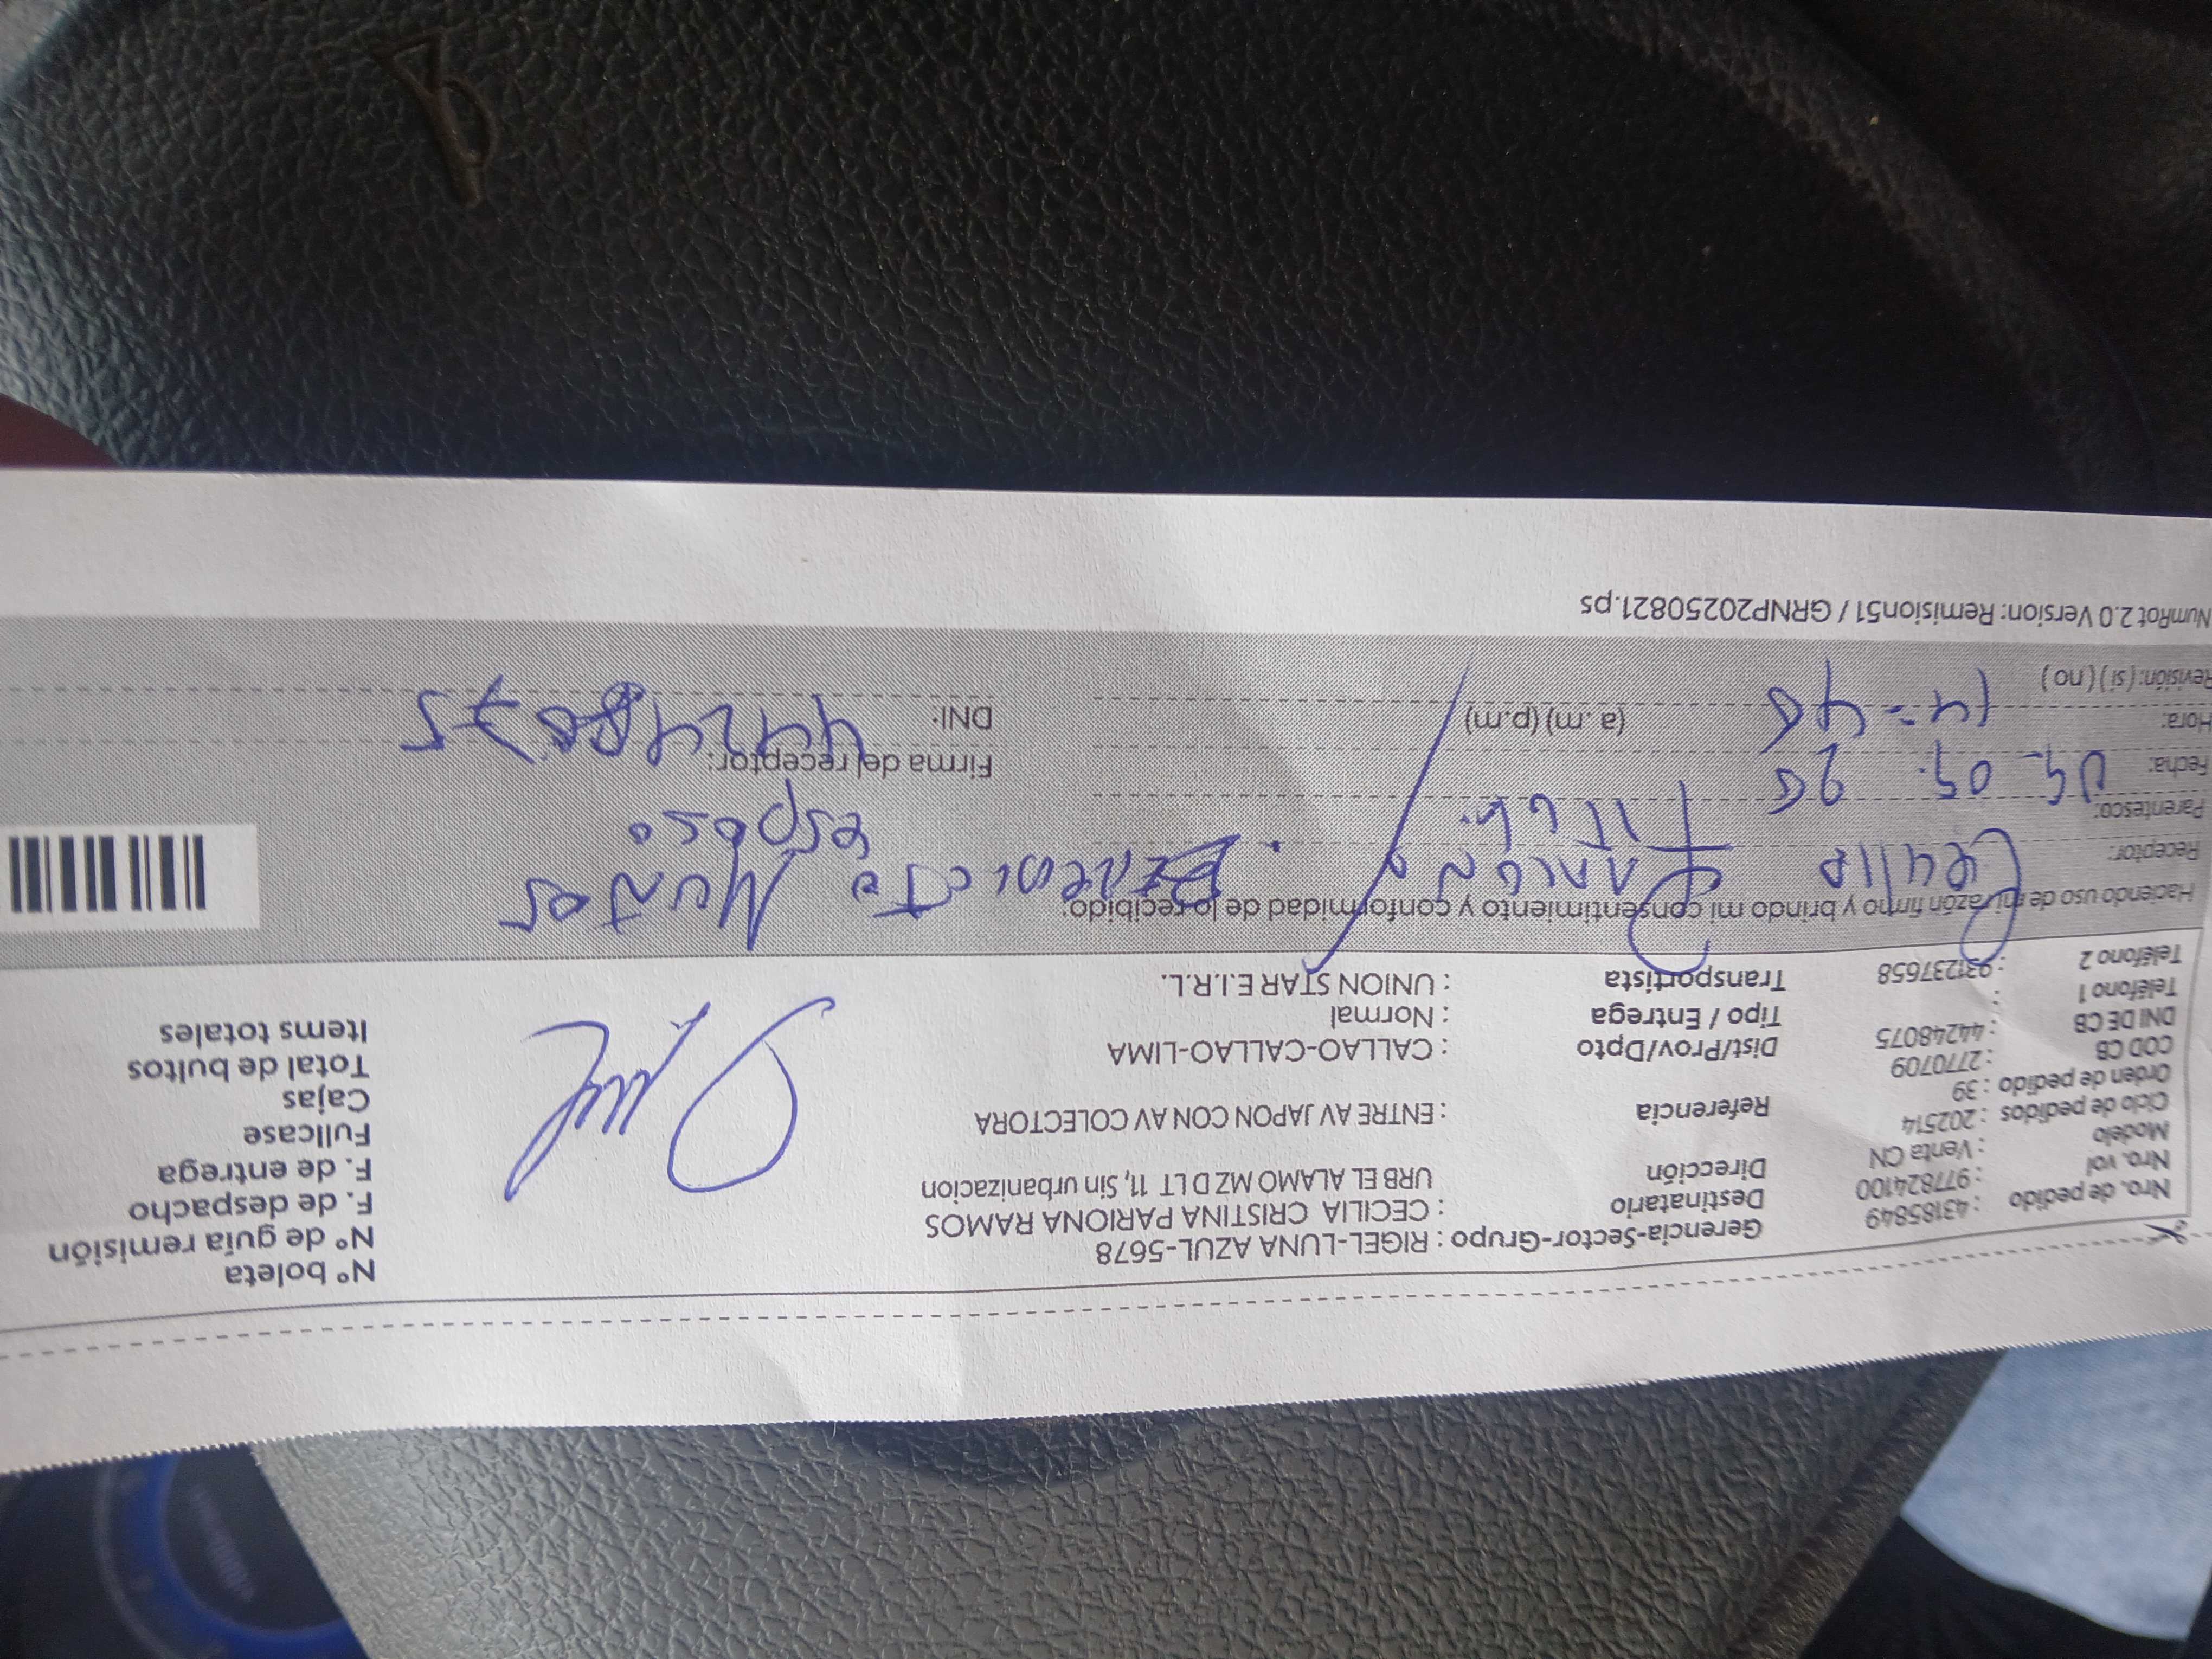 Gerencia-Sector-Grupo : RIGEL-LUNA AZUL-5678
Nro. de pedido : 43185849
Nro. vol : 977824100
Modelo : Venta CN
Ciclo de pedidos : 202514
Orden de pedido : 39
COD CB : 2770709
DNI DE CB : 44248075
Teléfono 1 :
Teléfono 2 : 931237658
Destinatario : CECILIA CRISTINA PARIONA RAMOS
Dirección URB EL ALAMO MZ D LT 11, Sin urbanizacion
Referencia : ENTRE AV JAPON CON AV COLECTORA
Dist/Prov/Dpto : CALLAO-CALLAO-LIMA
Tipo / Entrega : Normal
Transportista : UNION STAR E.I.R.L.
N° boleta
N° de guía remisión
F. de despacho
F. de entrega
Fullcase
Cajas
Total de bultos
Items totales
Haciendo uso de mi razón firmo y brindo mi consentimiento y conformidad de lo recibido:
Receptor:
Parentesco: esposo
Fecha:
Hora: (a.m) (p.m)
Revisión: (si) (no)
Firma del receptor:
DNI:
NumRot 2.0 Version: Remision51 / GRNP20250821.ps